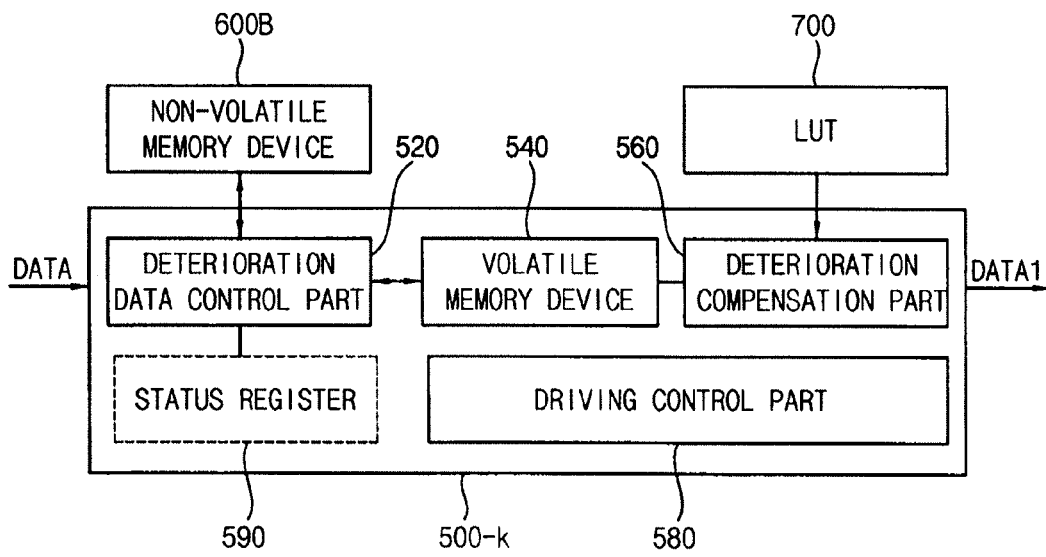 600B
700
NON-VOLATILE
MEMORY DEVICE
LUT
520
540
560
DATA
DETERIORATION
DATA CONTROL PART
VOLATILE
MEMORY DEVICE
DETERIORATION
COMPENSATION PART
DATA1
STATUS REGISTER
DRIVING CONTROL PART
590
500-k
580